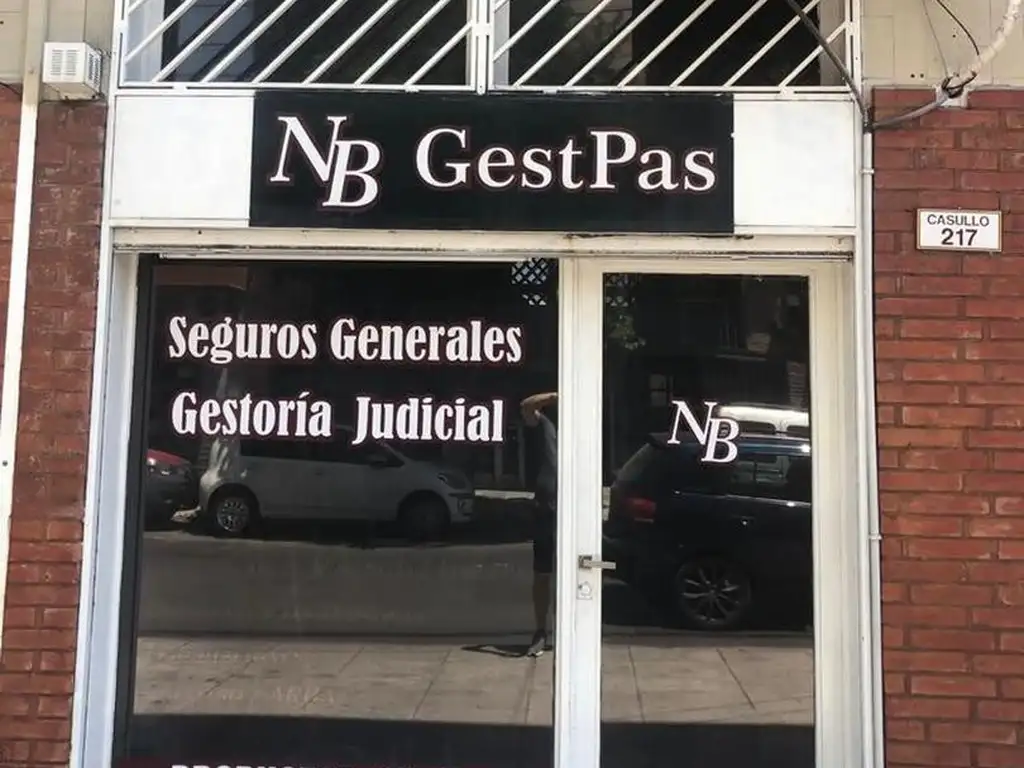 NB GestPas
CASULLO
217
Seguros Generales
Gestoría Judicial
NB